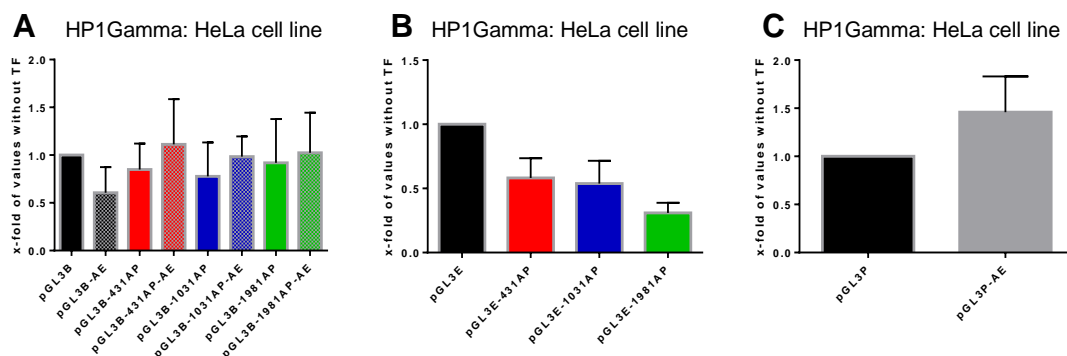 A HP1Gamma: HeLa cell line
x-fold of values without TF
2.0
1.5
1.0
0.5
0.0
pGL3B
pGL3B-AE
pGL3B-431AP
pGL3B-431AP-AE
pGL3B-1031AP
pGL3B-1031AP-AE
pGL3B-1981AP
pGL3B-1981AP-AE
B HP1Gamma: HeLa cell line
x-fold of values without TF
1.5
1.0
0.5
0.0
pGL3E
pGL3E-431AP
pGL3E-1031AP
pGL3E-1981AP
C HP1Gamma: HeLa cell line
x-fold of values without TF
2.0
1.5
1.0
0.5
0.0
pGL3P
pGL3P-AE